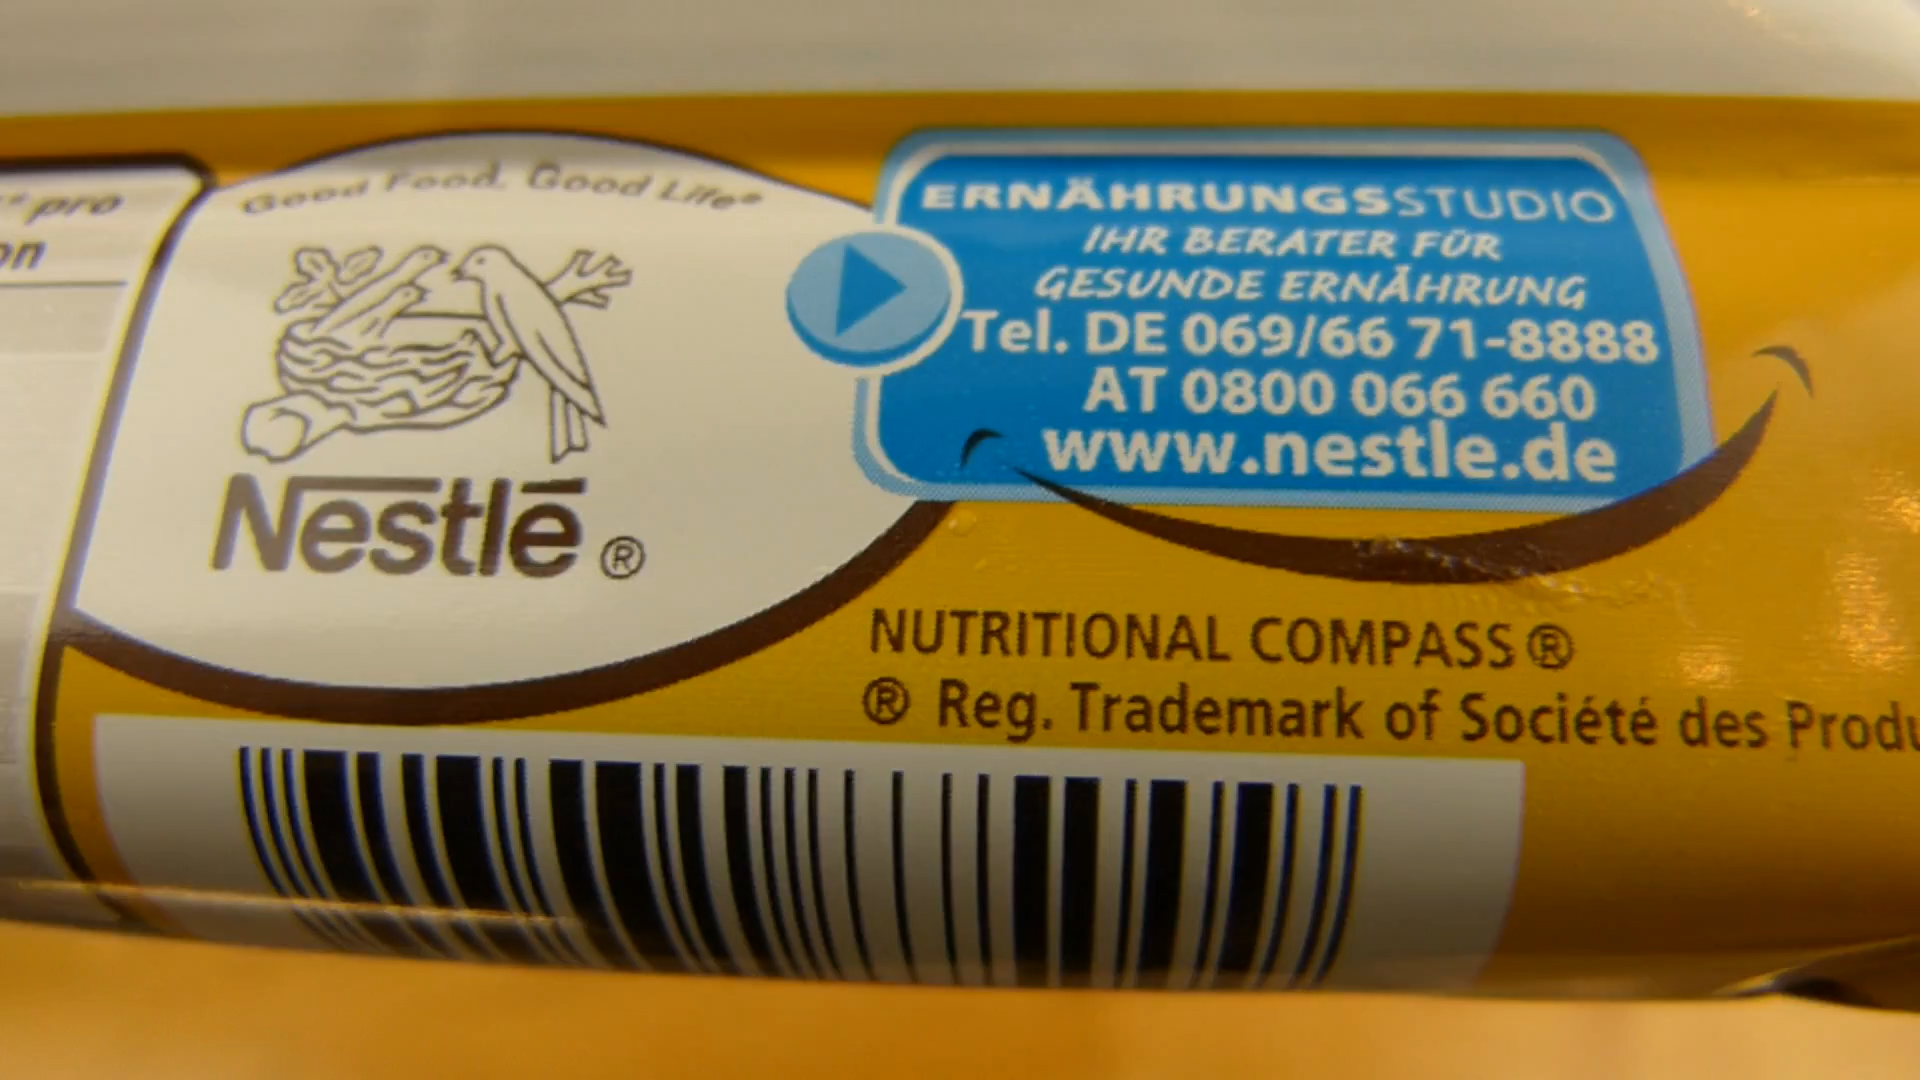 pro
on
Good Food, Good Life®
Nestlé ®
ERNÄHRUNGSSTUDIO
IHR BERATER FÜR
GESUNDE ERNÄHRUNG
Tel. DE 069/66 71-8888
AT 0800 066 660
www.nestle.de
NUTRITIONAL COMPASS ®
® Reg. Trademark of Société des Produ